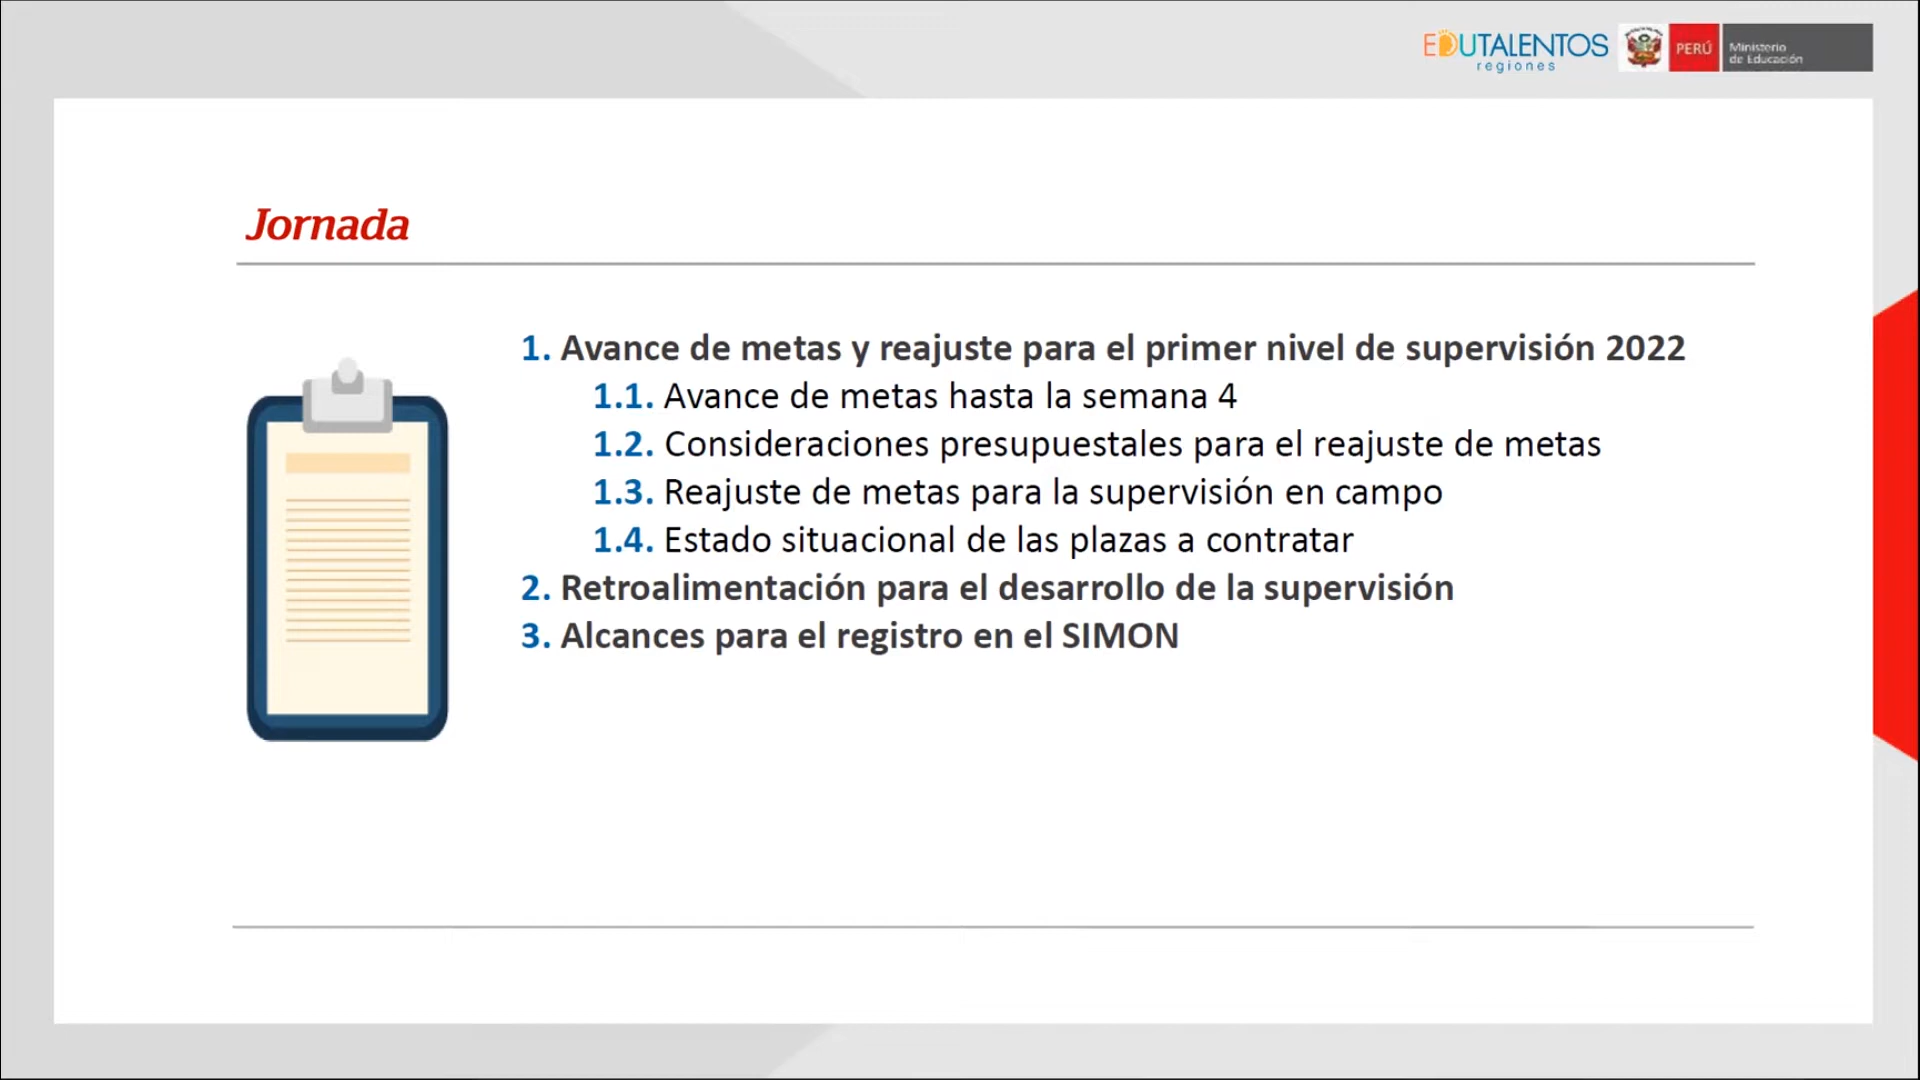 EDUTALENTOS
regiones
PERÚ
Ministerio
de Educación
Jornada
1. Avance de metas y reajuste para el primer nivel de supervisión 2022
1.1. Avance de metas hasta la semana 4
1.2. Consideraciones presupuestales para el reajuste de metas
1.3. Reajuste de metas para la supervisión en campo
1.4. Estado situacional de las plazas a contratar
2. Retroalimentación para el desarrollo de la supervisión
3. Alcances para el registro en el SIMON